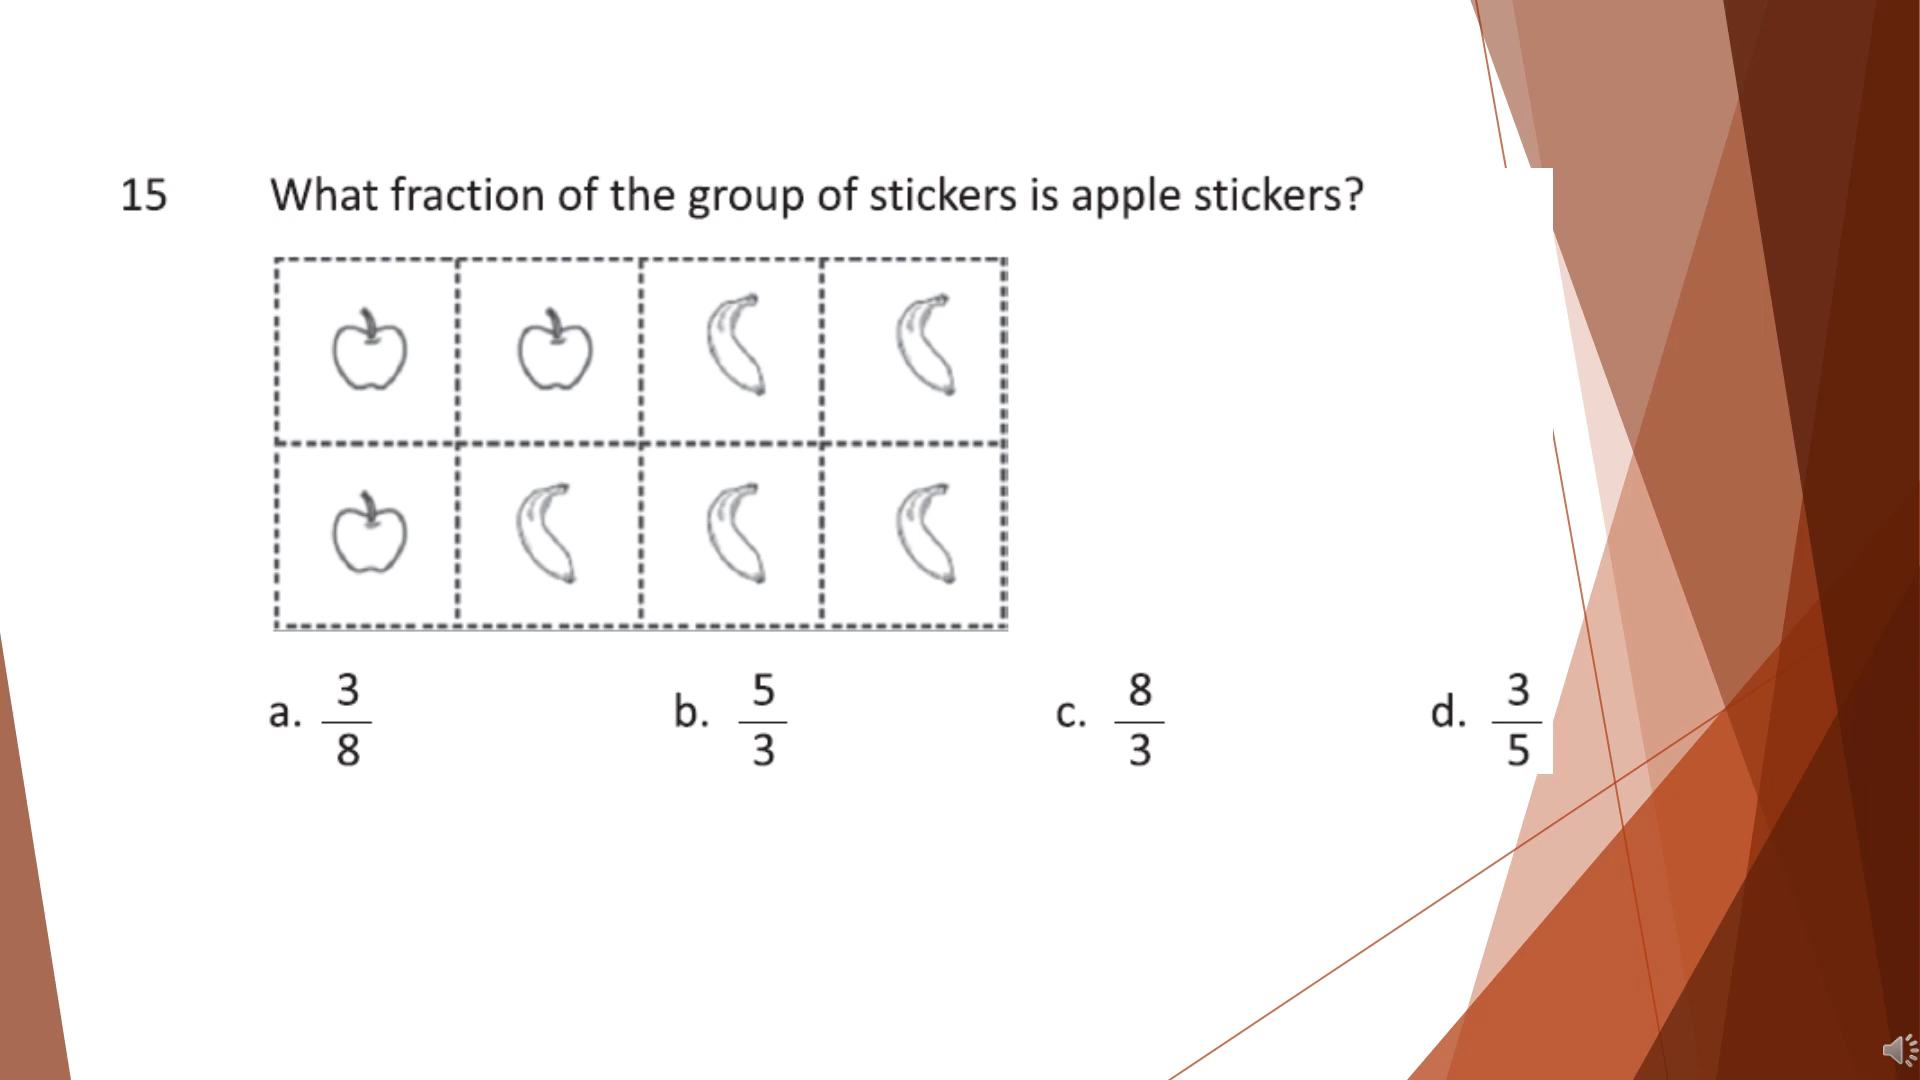 15 What fraction of the group of stickers is apple stickers?
a. 3/8 b. 5/3 c. 8/3 d. 3/5